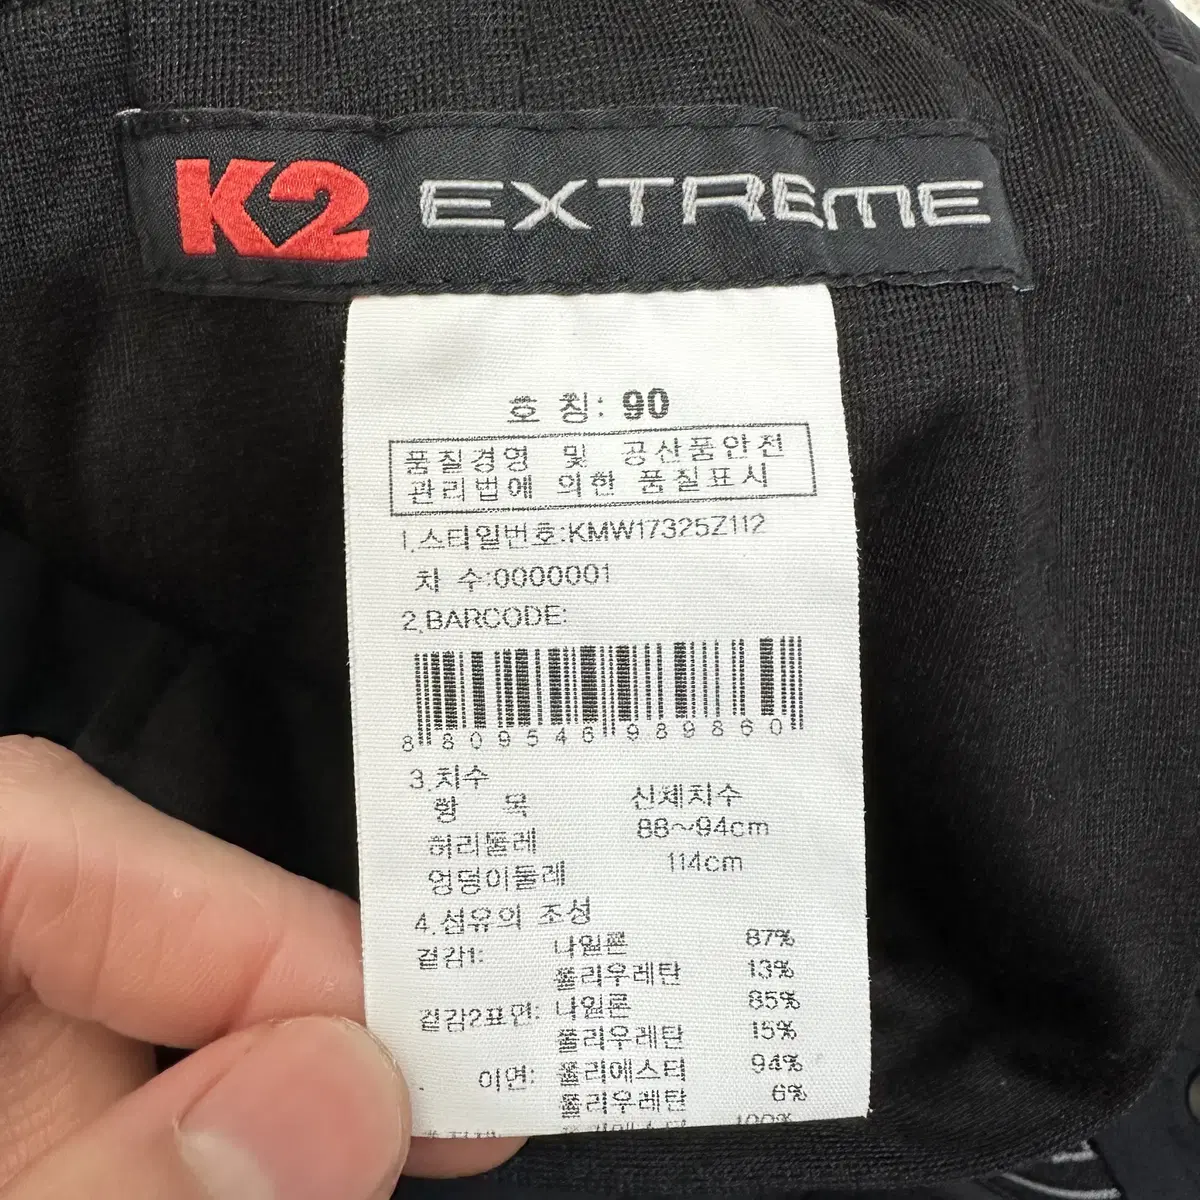 K2 EXTREME
호 칭: 90
품질경영 및 공산품안전
관리법에 의한 품질표시
1.스타일번호:KMW17325Z112
차 수:0000001
2.BARCODE:
8809546989860
3.치수
항 목 신체치수
허리둘레 88~94cm
엉덩이둘레 114cm
4.섬유의 조성
겉감1: 나일론 87%
폴리우레탄 13%
겉감2표면: 나일론 85%
폴리우레탄 15%
이면: 폴리에스터 94%
폴리우레탄 6%
100%